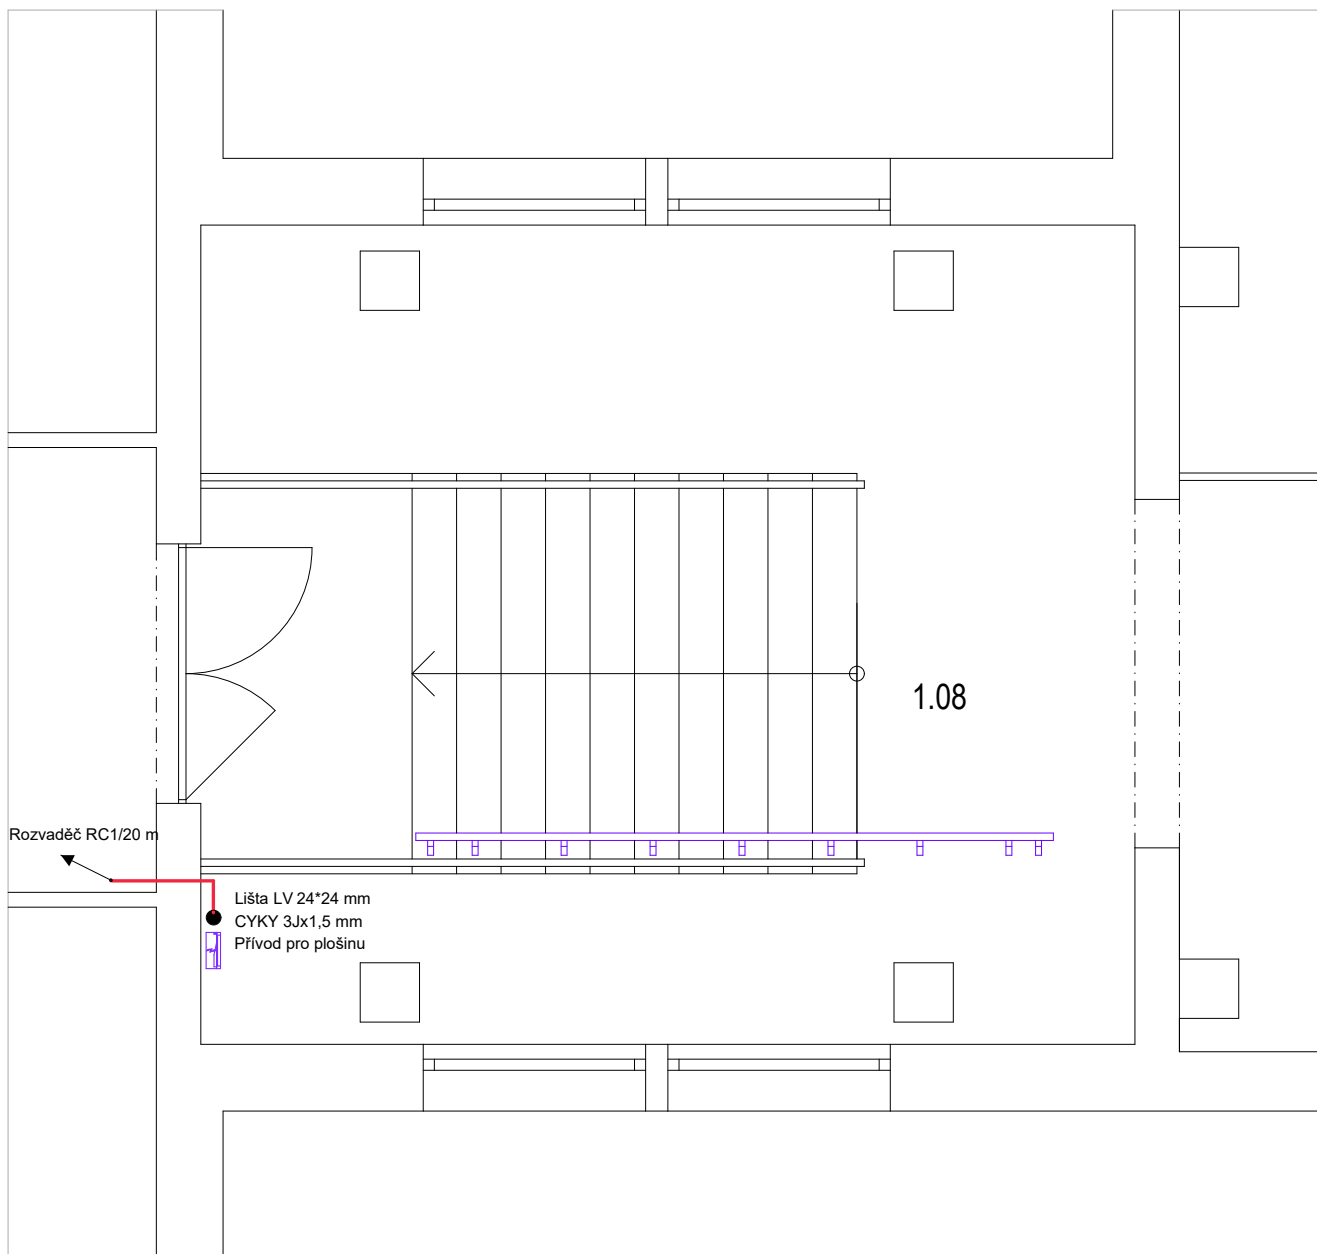 1.08
Rozvaděč RC1/20 m
Lišta LV 24*24 mm
CYKY 3Jx1,5 mm
Přívod pro plošinu